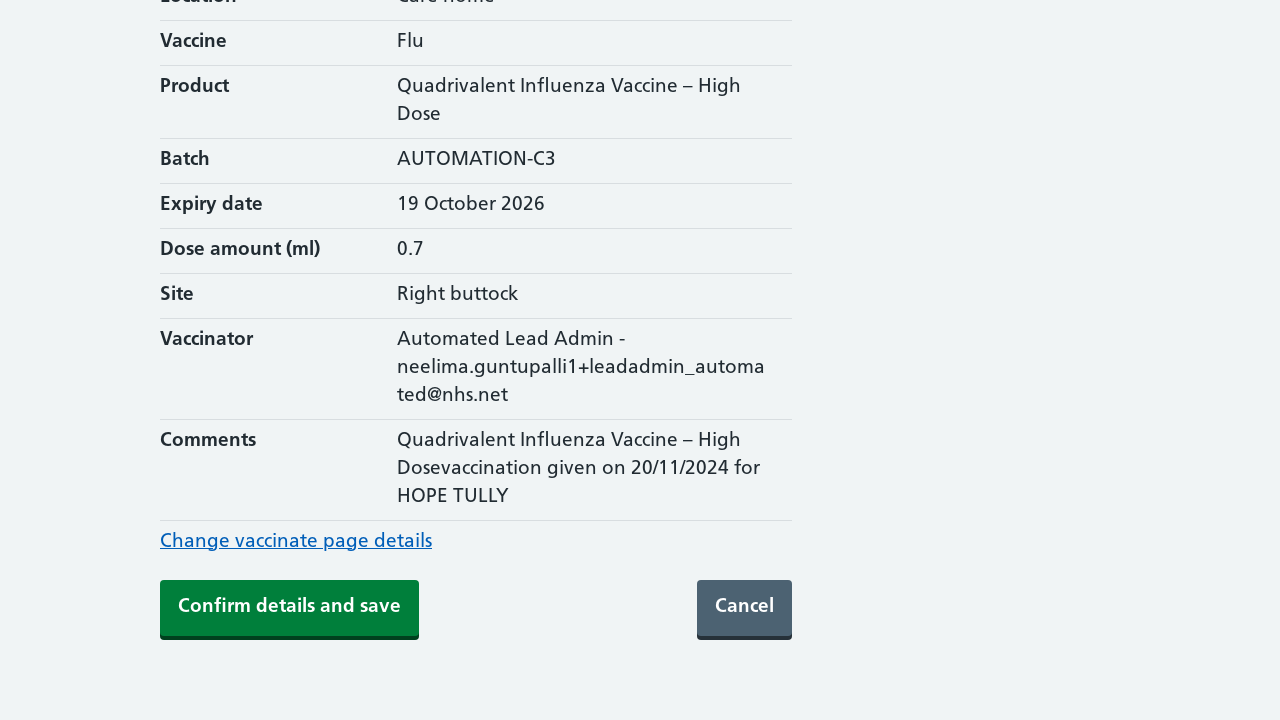 Location Care home
Vaccine Flu
Product Quadrivalent Influenza Vaccine – High
Dose
Batch AUTOMATION-C3
Expiry date 19 October 2026
Dose amount (ml) 0.7
Site Right buttock
Vaccinator Automated Lead Admin -
neelima.guntupalli1+leadadmin_automa
ted@nhs.net
Comments Quadrivalent Influenza Vaccine – High
Dosevaccination given on 20/11/2024 for
HOPE TULLY
Change vaccinate page details
Confirm details and save Cancel